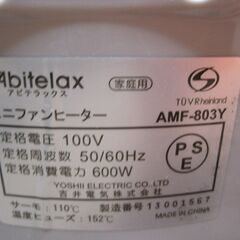 Abitelax
アビテラックス
家庭用
TÜVRheinland
ミニファンヒーター
AMF-803Y
定格電圧 100V
定格周波数 50/60Hz
定格消費電力 600W
PSE
YOSHII ELECTRIC CO.,LTD
吉井電気株式会社
サーモ:110℃
製造番号 13001567
温度ヒューズ:152℃
MADE IN CHINA